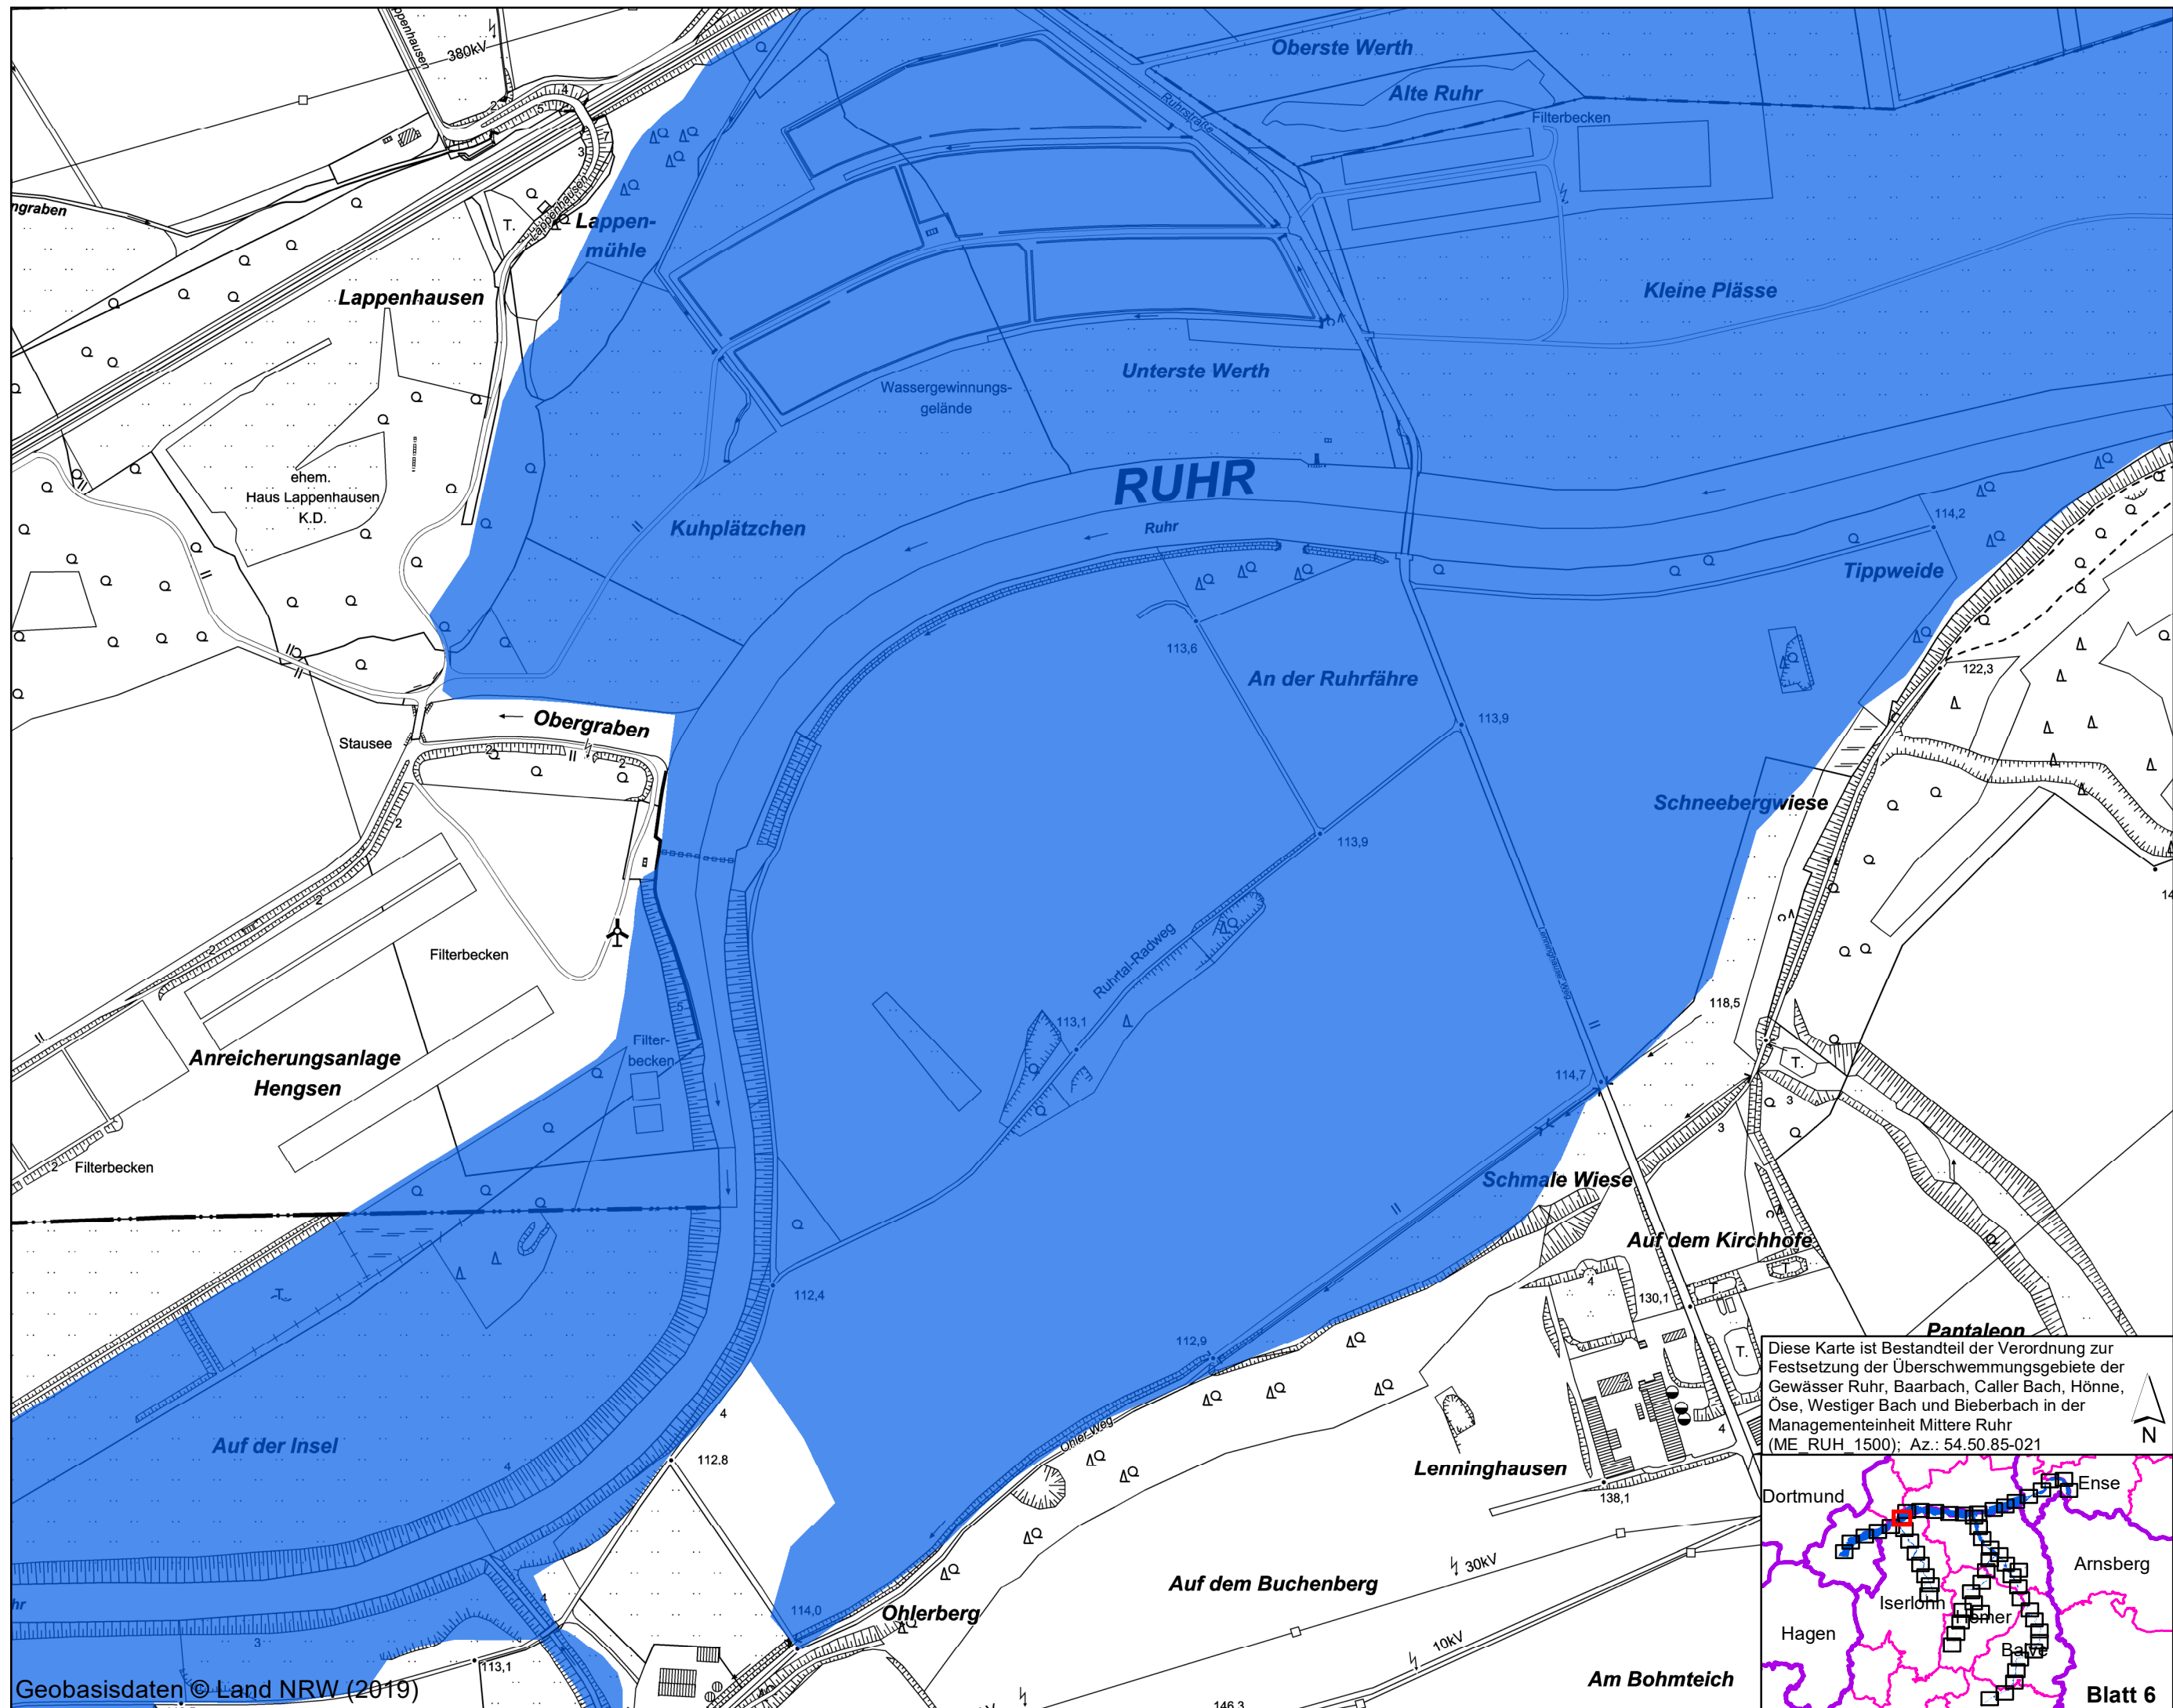 380kV
Lappenhausen
Oberste Werth
Alte Ruhr
Filterbecken
Ruhrstraße
ngraben
Lappen-
mühle
Lappenhausen
T.
Lappenhausen
Kleine Plässe
Unterste Werth
Wassergewinnungs-
gelände
ehem.
Haus Lappenhausen
K.D.
RUHR
Ruhr
Kuhplätzchen
114,2
Tippweide
113,6
An der Ruhrfähre
122,3
113,9
Obergraben
Stausee
Schneebergwiese
113,9
Filterbecken
Ruhrtal-Radweg
Lenninghauser Weg
118,5
113,1
Filter-
becken
Anreicherungsanlage
Hengsen
114,7
T.
Filterbecken
Schmale Wiese
Auf dem Kirchhofe
112,4
130,1
T.
112,9
Pantaleon
Auf der Insel
Ohler Weg
112.8
Lenninghausen
138,1
30kV
Auf dem Buchenberg
114,0
Ohlerberg
10kV
Am Bohmteich
113,1
146,3
hr
Geobasisdaten © Land NRW (2019)
Diese Karte ist Bestandteil der Verordnung zur
Festsetzung der Überschwemmungsgebiete der
Gewässer Ruhr, Baarbach, Caller Bach, Hönne,
Öse, Westiger Bach und Bieberbach in der
Managementeinheit Mittere Ruhr
(ME_RUH_1500); Az.: 54.50.85-021
N
Dortmund
Ense
Arnsberg
Iserlohn
Hemer
Hagen
Balve
Blatt 6